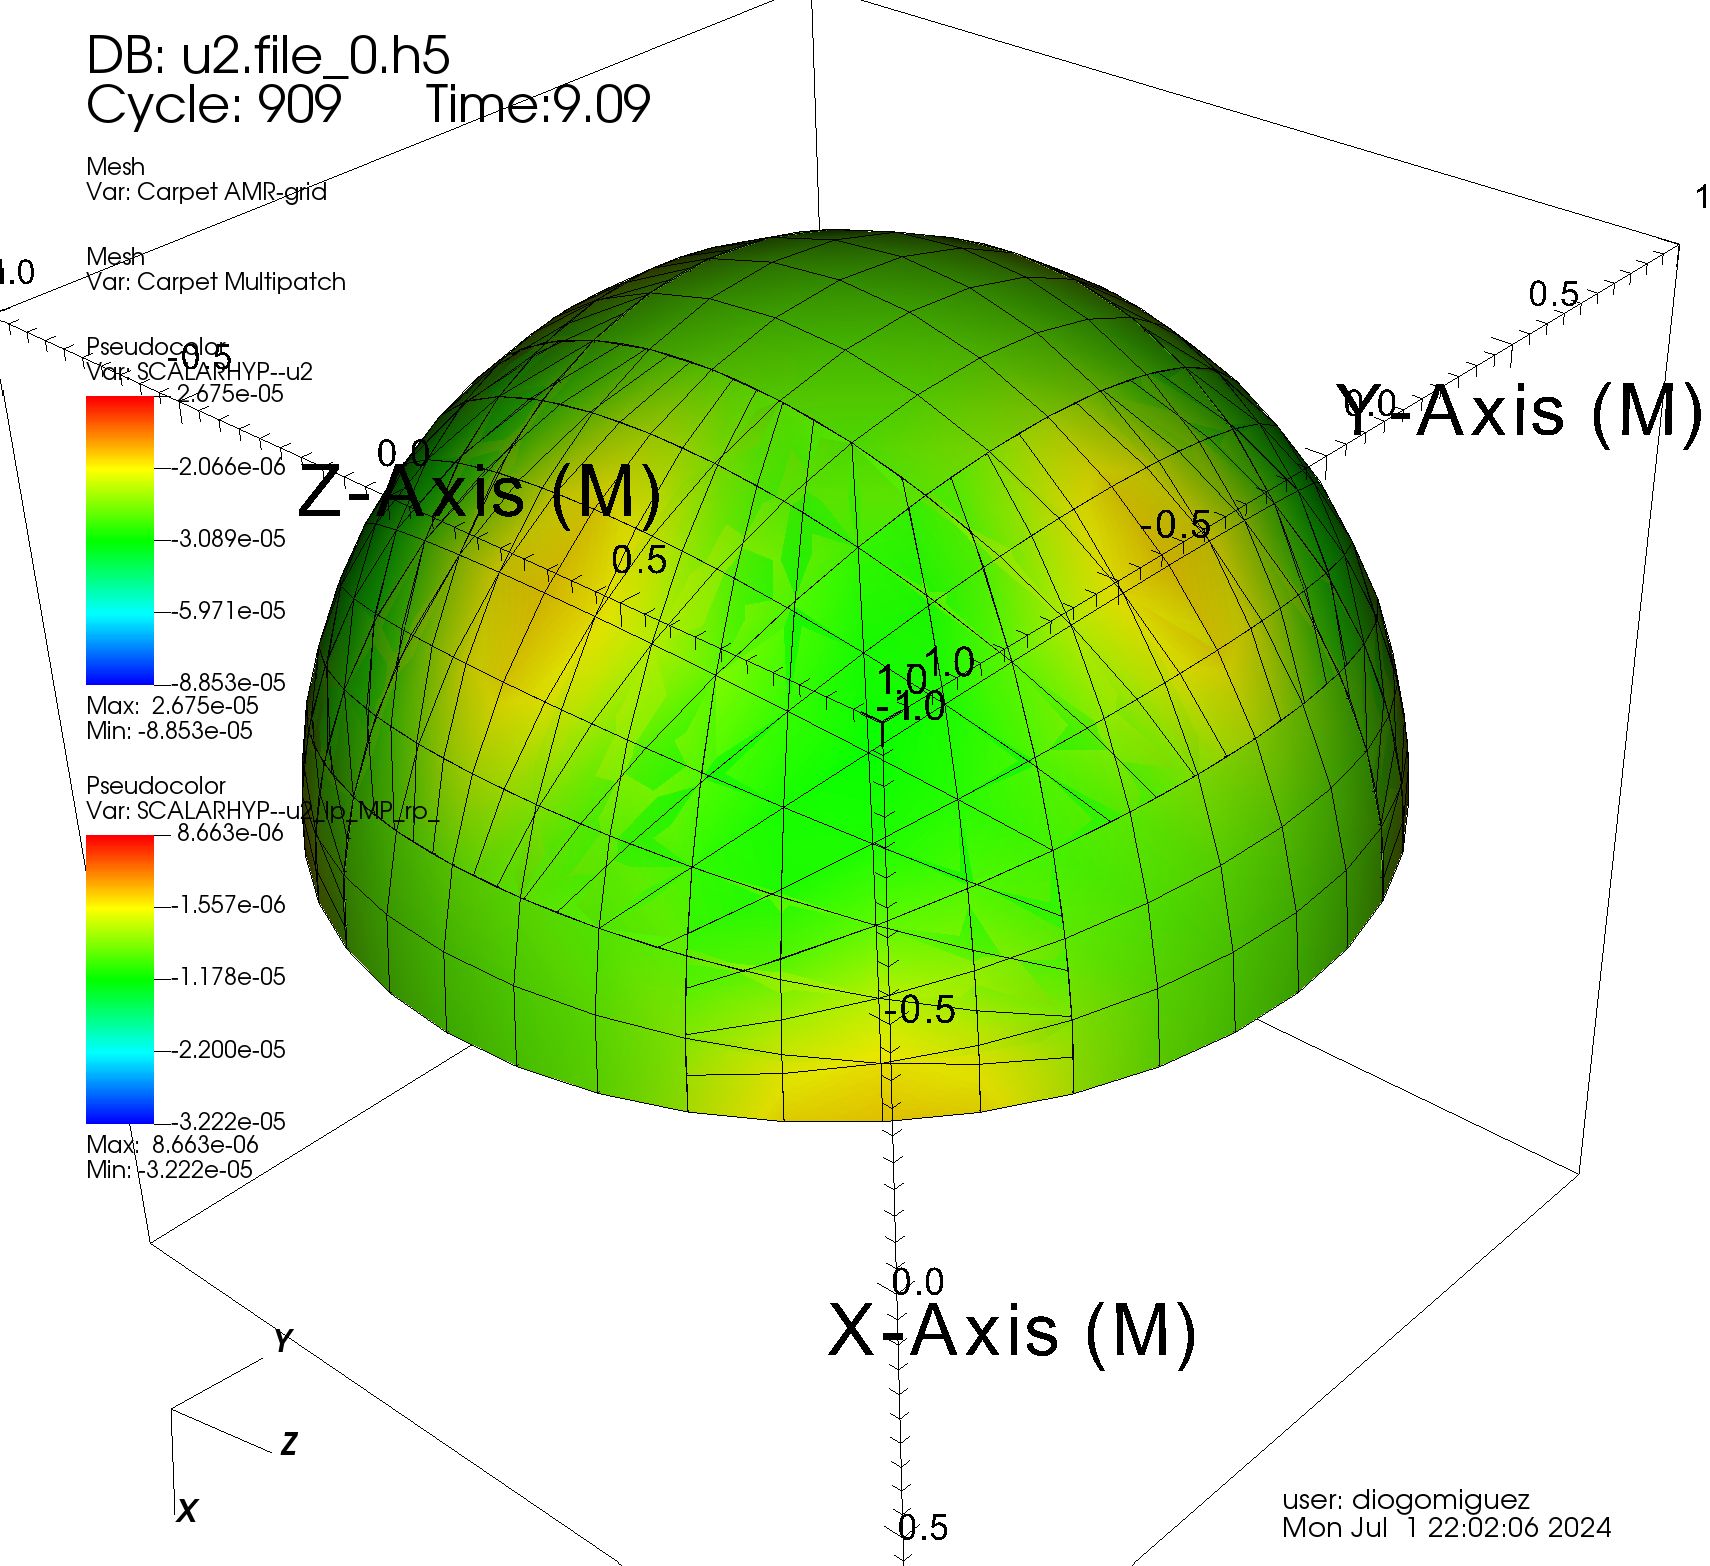 DB: u2.file_0.h5
Cycle: 909 Time:9.09
Mesh
Var: Carpet AMR-grid
Mesh
Var: Carpet Multipatch
Pseudocolor
Var: SCALARHYP--u2
2.675e-05
-2.066e-06
-3.089e-05
-5.971e-05
-8.853e-05
Max: 2.675e-05
Min: -8.853e-05
Pseudocolor
Var: SCALARHYP--u2_lp_MP_rp_
8.663e-06
-1.557e-06
-1.178e-05
-2.200e-05
-3.222e-05
Max: 8.663e-06
Min: -3.222e-05
-0.5
0.0
Z-Axis (M)
0.5
1.0
1
0.5
0.0
Y-Axis (M)
-0.5
-1.0
-1.0
-0.5
0.0
X-Axis (M)
0.5
Y
Z
X
user: diogomiguez
Mon Jul 1 22:02:06 2024